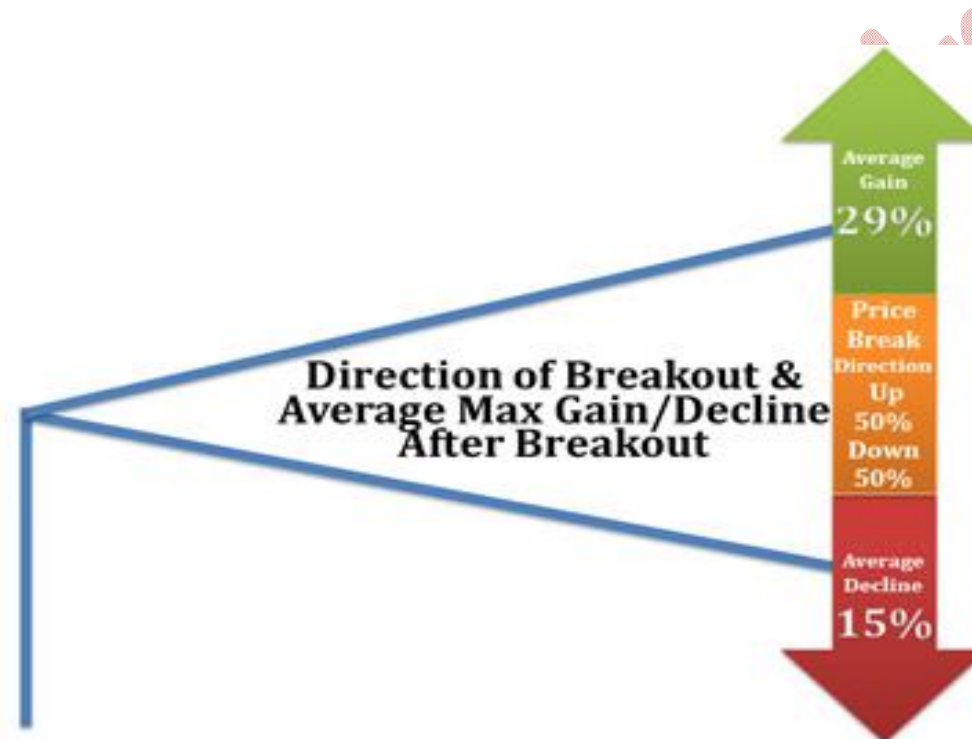 Direction of Breakout &
Average Max Gain/Decline
After Breakout
Average
Gain
29%
Price
Break
Direction
Up
50%
Down
50%
Average
Decline
15%